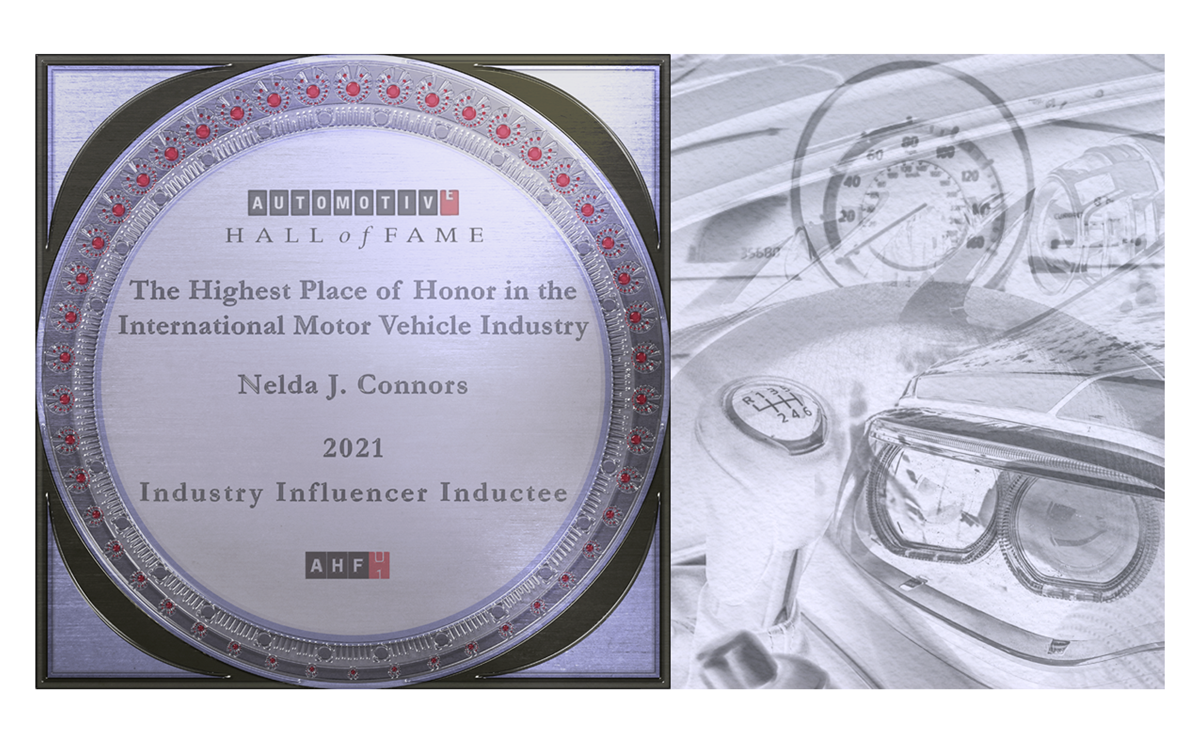 AUTOMOTIVE
HALL of FAME
The Highest Place of Honor in the
International Motor Vehicle Industry
Nelda J. Connors
2021
Industry Influencer Inductee
AHF
20 40 60 80 100 120
R 1 3 5
2 4 6